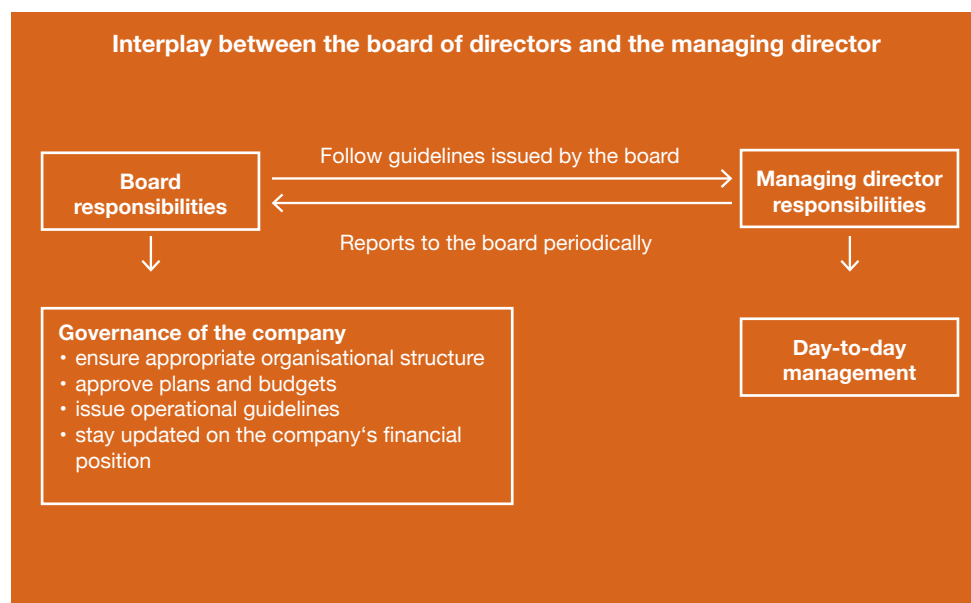 Interplay between the board of directors and the managing director
Follow guidelines issued by the board
Board
responsibilities
Managing director
responsibilities
Reports to the board periodically
Governance of the company
• ensure appropriate organisational structure
• approve plans and budgets
• issue operational guidelines
• stay updated on the company‘s financial
position
Day-to-day
management